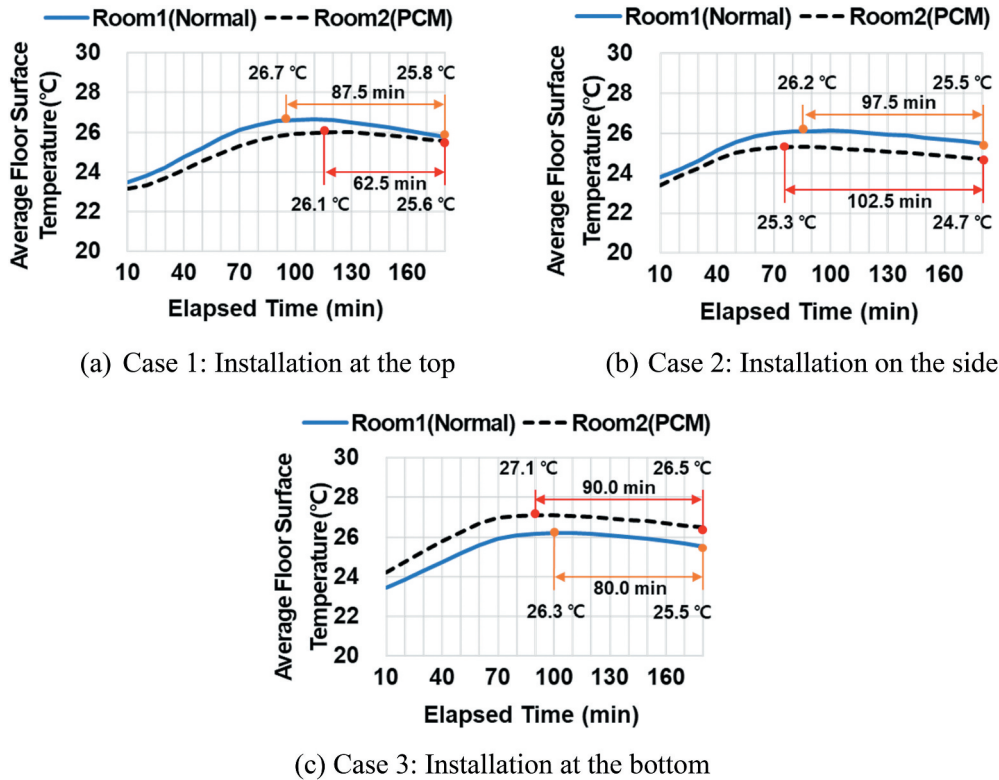 Room1(Normal) Room2(PCM)
Average Floor Surface
Temperature(℃)
30
28
26
24
22
20
26.7 ℃ 25.8 ℃
87.5 min
62.5 min
26.1 ℃ 25.6 ℃
10 40 70 100 130 160
Elapsed Time (min)
(a) Case 1: Installation at the top
Room1(Normal) Room2(PCM)
Average Floor Surface
Temperature(℃)
30
28
26
24
22
20
26.2 ℃ 25.5 ℃
97.5 min
102.5 min
25.3 ℃ 24.7 ℃
10 40 70 100 130 160
Elapsed Time (min)
(b) Case 2: Installation on the side
Room1(Normal) Room2(PCM)
Average Floor Surface
Temperature(℃)
30
28
26
24
22
20
27.1 ℃ 26.5 ℃
90.0 min
80.0 min
26.3 ℃ 25.5 ℃
10 40 70 100 130 160
Elapsed Time (min)
(c) Case 3: Installation at the bottom